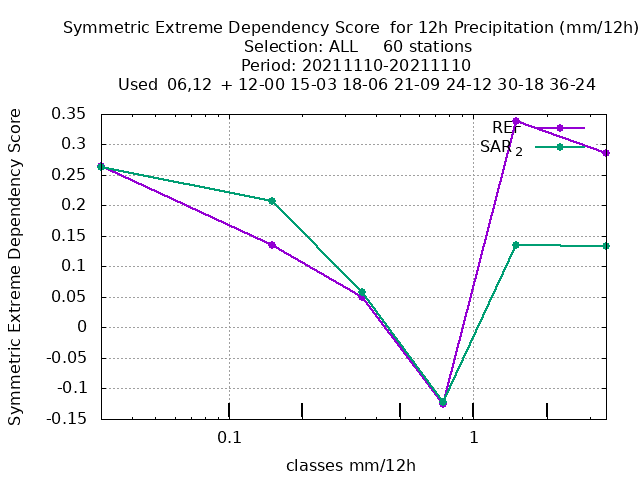 Symmetric Extreme Dependency Score  for 12h Precipitation (mm/12h)
Selection: ALL     60 stations
Period: 20211110-20211110
Used  06,12  + 12-00 15-03 18-06 21-09 24-12 30-18 36-24
Symmetric Extreme Dependency Score
0.35
0.3
0.25
0.2
0.15
0.1
0.05
0
-0.05
-0.1
-0.15
REF
SAR2
0.1
1
classes mm/12h